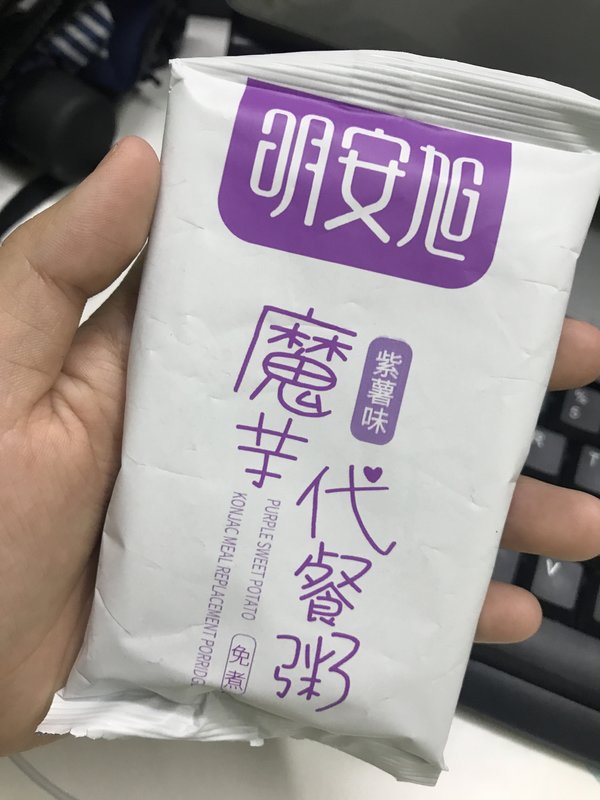 明安旭
魔芋
紫薯味
代餐粥
PURPLE SWEET POTATO
KONJAC MEAL REPLACEMENT PORRIDGE
免煮